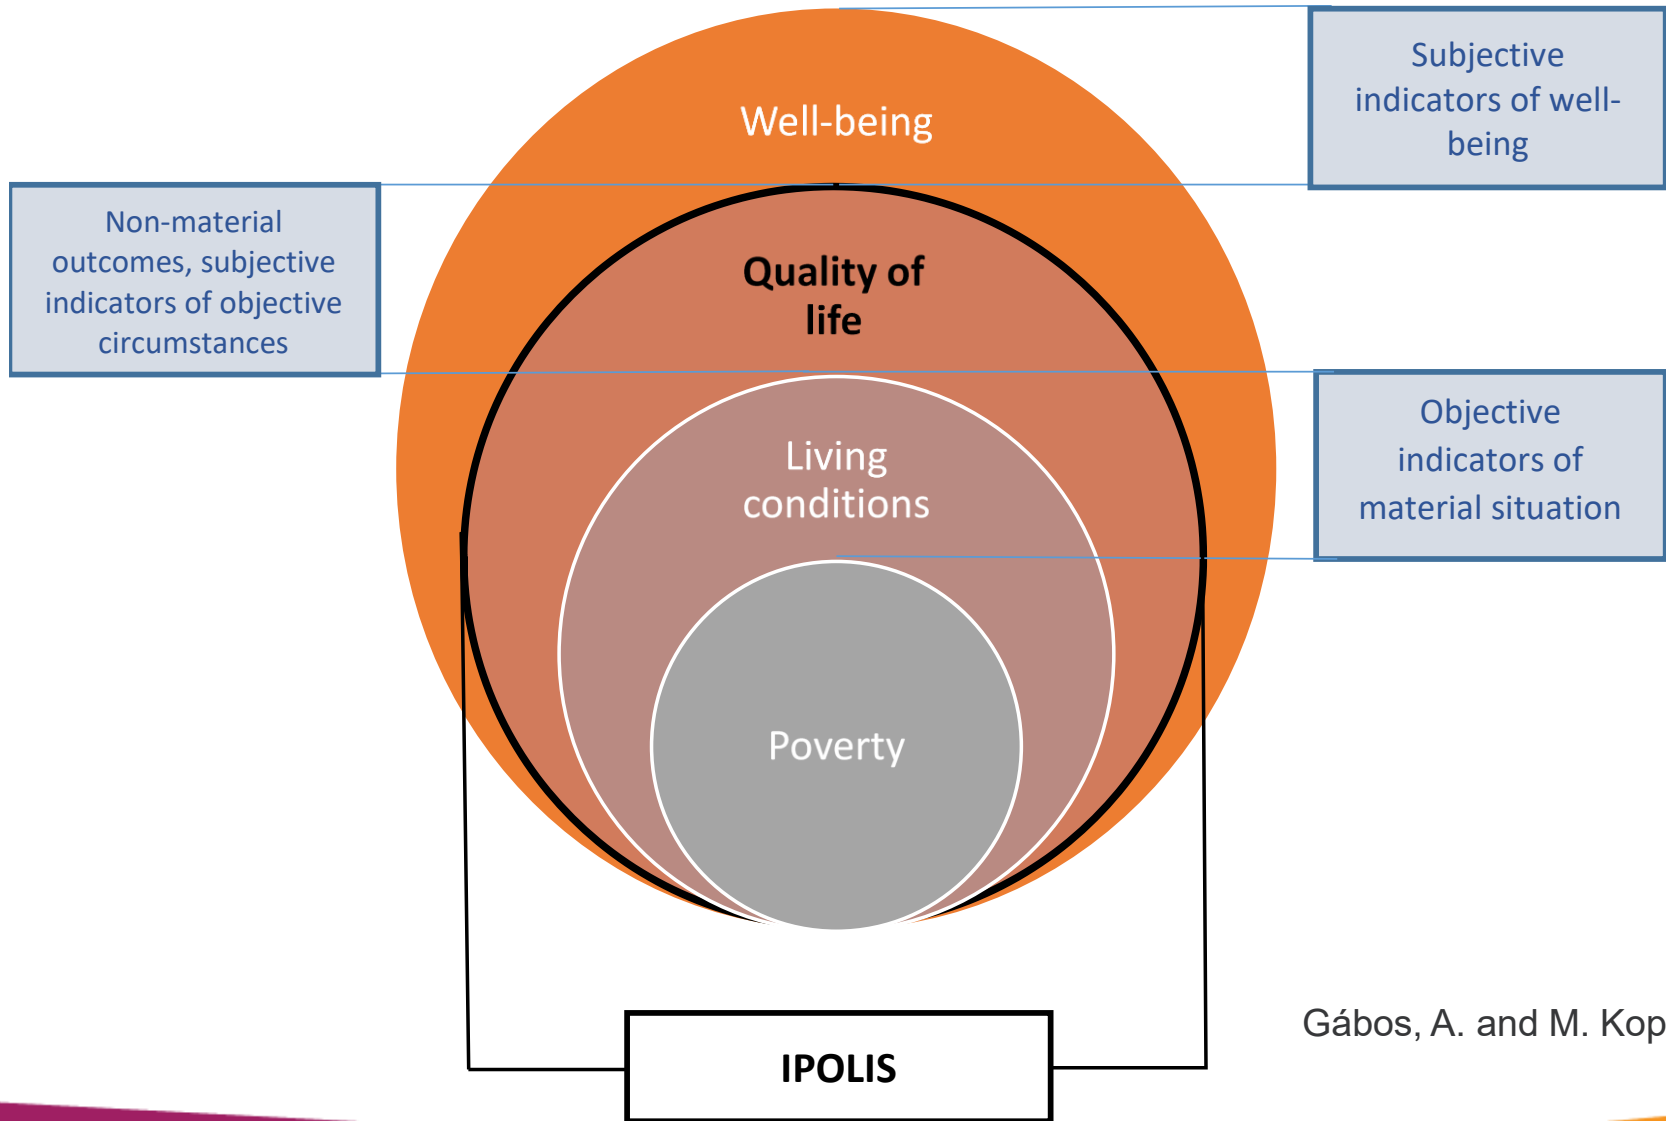 Well-being
Subjective
indicators of well-
being
Non-material
outcomes, subjective
indicators of objective
circumstances
Quality of
life
Living
conditions
Objective
indicators of
material situation
Poverty
Gábos, A. and M. Kop
IPOLIS